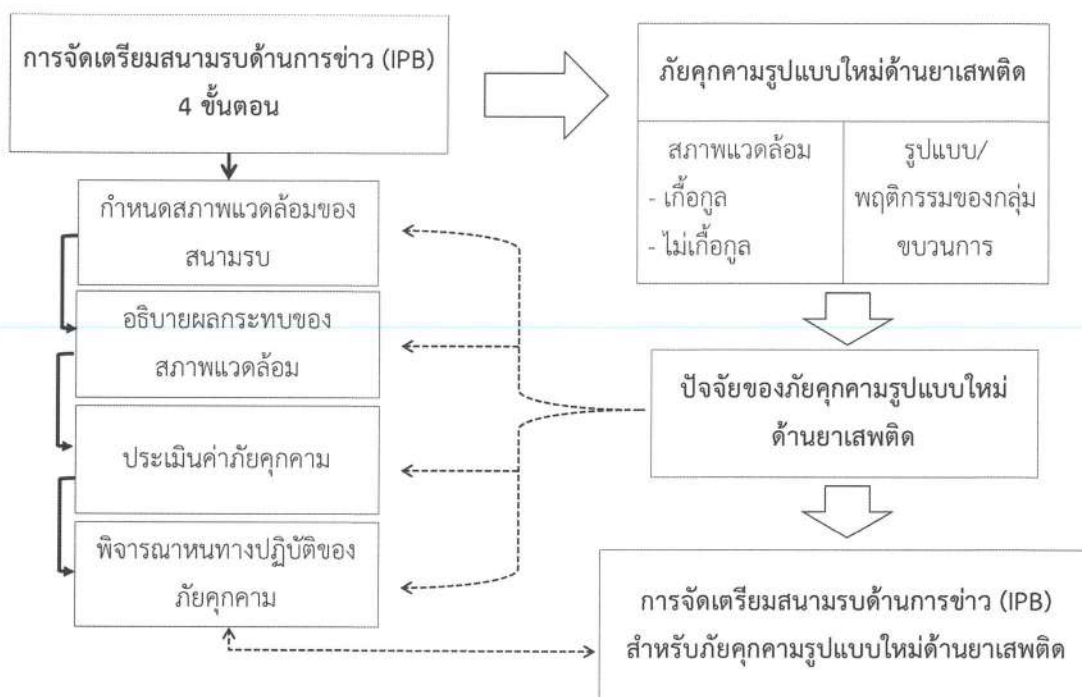 การจัดเตรียมสนามรบด้านการข่าว (IPB)
4 ขั้นตอน
กำหนดสภาพแวดล้อมของ
สนามรบ
อธิบายผลกระทบของ
สภาพแวดล้อม
ประเมินค่าภัยคุกคาม
พิจารณาหนทางปฏิบัติของ
ภัยคุกคาม
ภัยคุกคามรูปแบบใหม่ด้านยาเสพติด
สภาพแวดล้อม
- เกื้อกูล
- ไม่เกื้อกูล
รูปแบบ/
พฤติกรรมของกลุ่ม
ขบวนการ
ปัจจัยของภัยคุกคามรูปแบบใหม่
ด้านยาเสพติด
การจัดเตรียมสนามรบด้านการข่าว (IPB)
สำหรับภัยคุกคามรูปแบบใหม่ด้านยาเสพติด